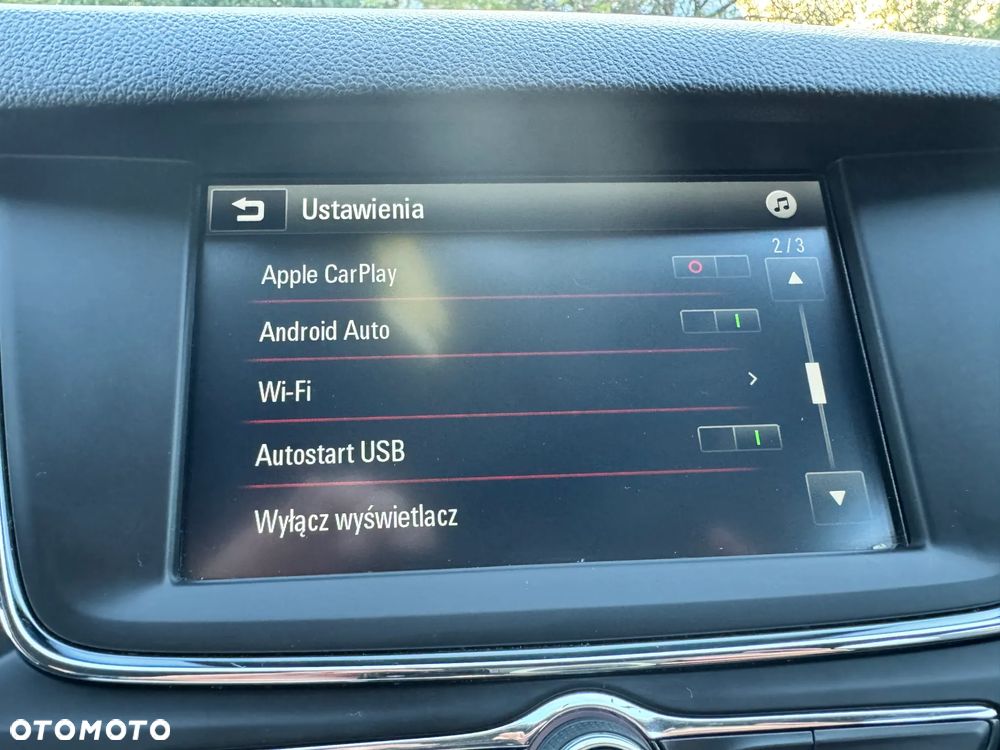 Ustawienia
2/3
Apple CarPlay
Android Auto
Wi-Fi
Autostart USB
Wyłącz wyświetlacz
OTOMOTO